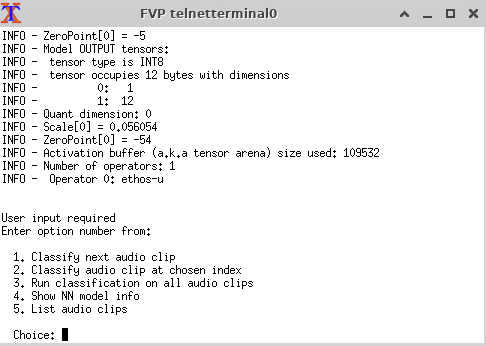 FVP telnetterminal0
INFO - ZeroPoint[0] = -5
INFO - Model OUTPUT tensors:
INFO -  tensor type is INT8
INFO -  tensor occupies 12 bytes with dimensions
INFO -         0:   1
INFO -         1:  12
INFO - Quant dimension: 0
INFO - Scale[0] = 0.056054
INFO - ZeroPoint[0] = -54
INFO - Activation buffer (a.k.a tensor arena) size used: 109532
INFO - Number of operators: 1
INFO -  Operator 0: ethos-u
User input required
Enter option number from:
1. Classify next audio clip
2. Classify audio clip at chosen index
3. Run classification on all audio clips
4. Show NN model info
5. List audio clips
Choice: